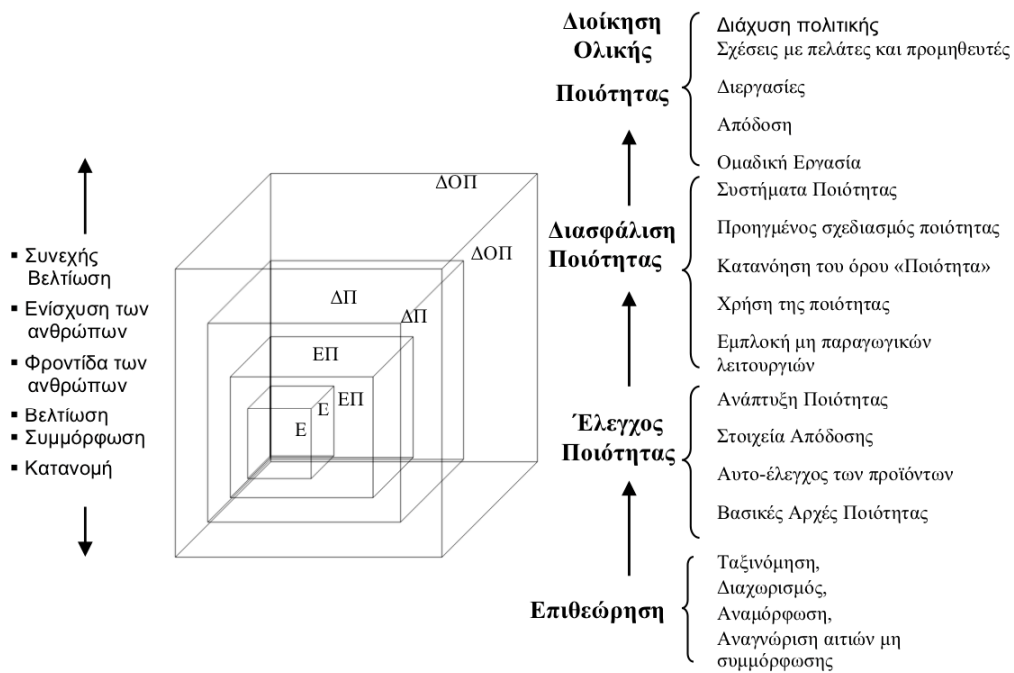 ▪ Συνεχής
Βελτίωση
▪ Ενίσχυση των
ανθρώπων
▪ Φροντίδα των
ανθρώπων
▪ Βελτίωση
▪ Συμμόρφωση
▪ Κατανομή
ΔΟΠ
ΔΟΠ
ΔΠ
ΔΠ
ΕΠ
ΕΠ
Ε
Ε
Διοίκηση
Ολικής
Ποιότητας
Διάχυση πολιτικής
Σχέσεις με πελάτες και προμηθευτές
Διεργασίες
Απόδοση
Ομαδική Εργασία
Διασφάλιση
Ποιότητας
Συστήματα Ποιότητας
Προηγμένος σχεδιασμός ποιότητας
Κατανόηση του όρου «Ποιότητα»
Χρήση της ποιότητας
Εμπλοκή μη παραγωγικών
λειτουργιών
Έλεγχος
Ποιότητας
Ανάπτυξη Ποιότητας
Στοιχεία Απόδοσης
Αυτο-έλεγχος των προϊόντων
Βασικές Αρχές Ποιότητας
Επιθεώρηση
Ταξινόμηση,
Διαχωρισμός,
Αναμόρφωση,
Αναγνώριση αιτιών μη
συμμόρφωσης